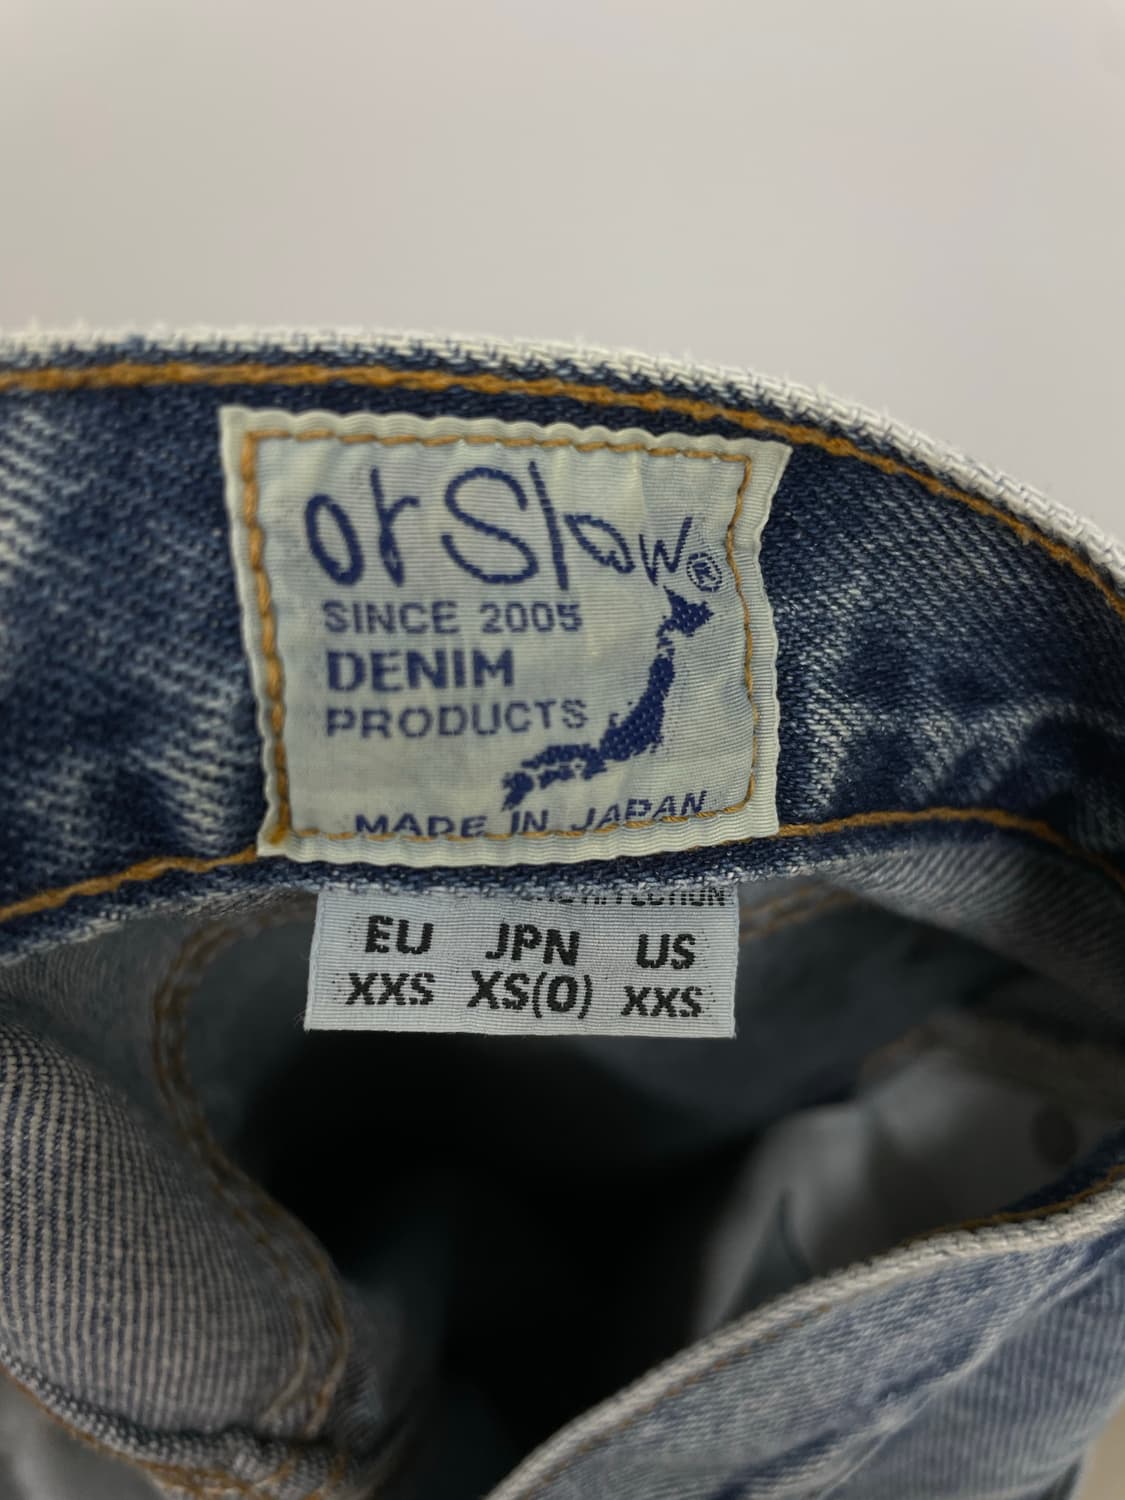 orSlow®
SINCE 2005
DENIM
PRODUCTS
MADE IN JAPAN
EU JPN US
XXS XS(0) XXS